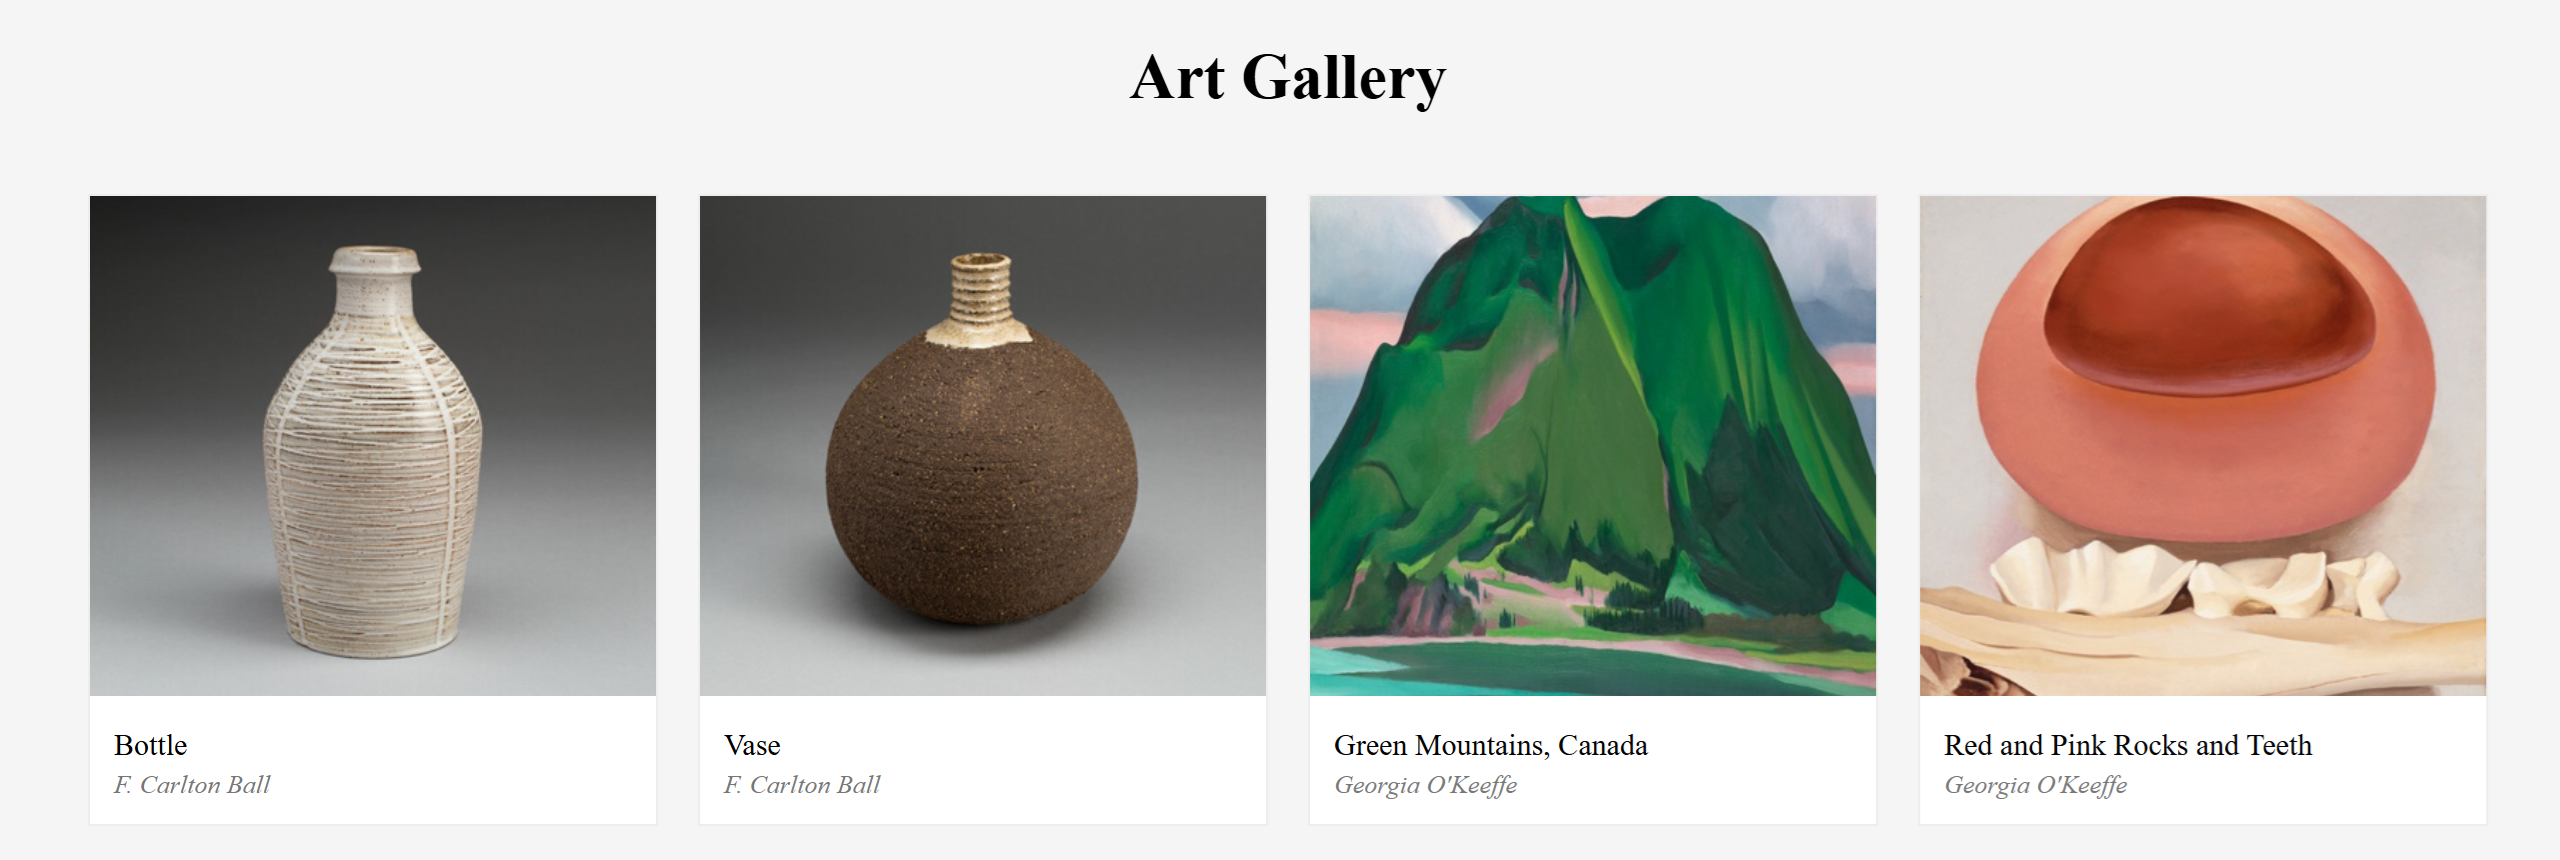 Art Gallery
Bottle
F. Carlton Ball
Vase
F. Carlton Ball
Green Mountains, Canada
Georgia O'Keeffe
Red and Pink Rocks and Teeth
Georgia O'Keeffe